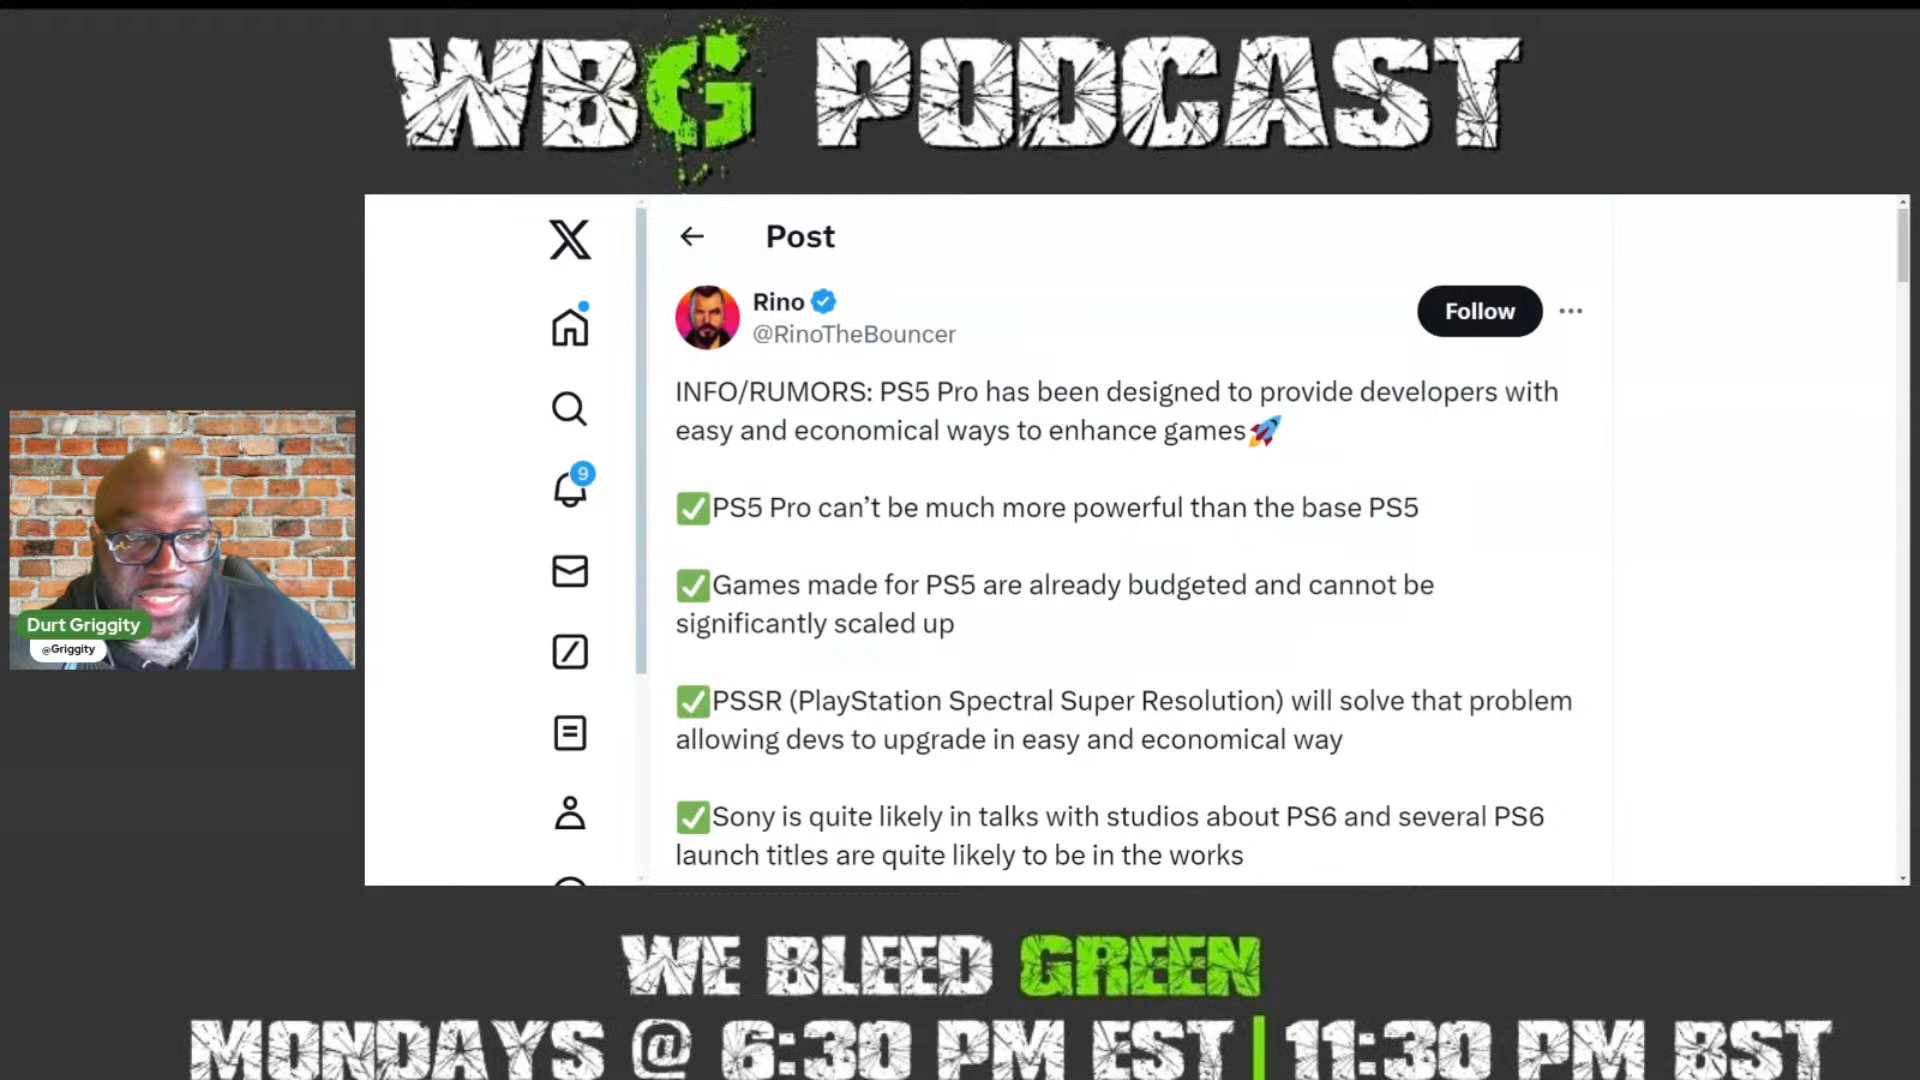 WBG PODCAST
Post
Rino
@RinoTheBouncer
Follow
INFO/RUMORS: PS5 Pro has been designed to provide developers with
easy and economical ways to enhance games🚀
✅PS5 Pro can’t be much more powerful than the base PS5
✅Games made for PS5 are already budgeted and cannot be
significantly scaled up
✅PSSR (PlayStation Spectral Super Resolution) will solve that problem
allowing devs to upgrade in easy and economical way
✅Sony is quite likely in talks with studios about PS6 and several PS6
launch titles are quite likely to be in the works
9
Durt Griggity
@Griggity
WE BLEED GREEN
MONDAYS @ 6:30 PM EST|11:30 PM BST